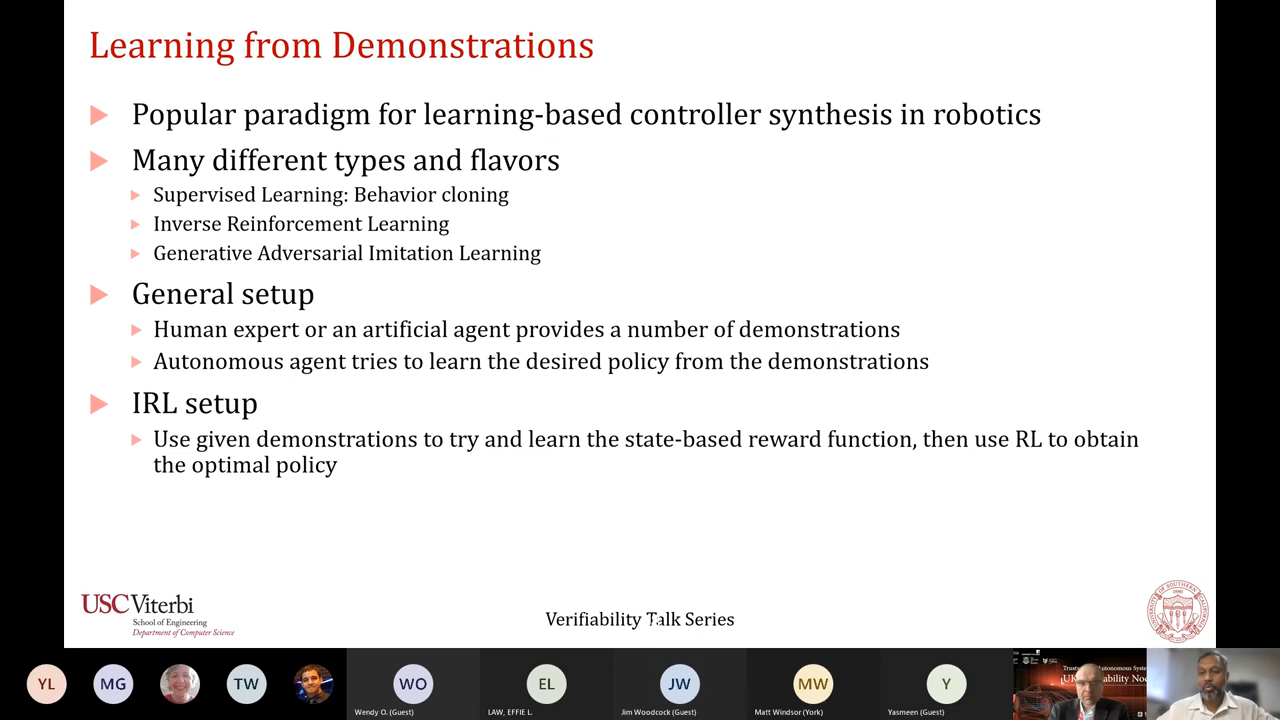 Learning from Demonstrations
Popular paradigm for learning-based controller synthesis in robotics
Many different types and flavors
Supervised Learning: Behavior cloning
Inverse Reinforcement Learning
Generative Adversarial Imitation Learning
General setup
Human expert or an artificial agent provides a number of demonstrations
Autonomous agent tries to learn the desired policy from the demonstrations
IRL setup
Use given demonstrations to try and learn the state-based reward function, then use RL to obtain
the optimal policy
USC Viterbi
School of Engineering
Department of Computer Science
Verifiability Talk Series
YL
MG
TW
WO
EL
JW
MW
Y
Wendy O. (Guest)
LAW, EFFIE L.
Jim Woodcock (Guest)
Matt Windsor (York)
Yasmeen (Guest)